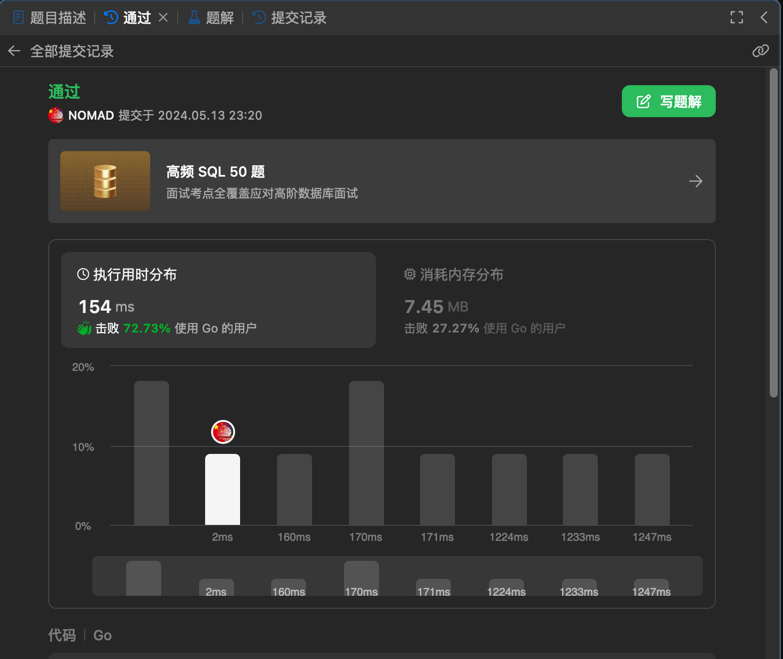 题目描述 通过 题解 提交记录
全部提交记录
通过
NOMAD 提交于 2024.05.13 23:20
写题解
高频 SQL 50 题
面试考点全覆盖应对高阶数据库面试
执行用时分布
154 ms
击败 72.73% 使用 Go 的用户
消耗内存分布
7.45 MB
击败 27.27% 使用 Go 的用户
20%
10%
0%
2ms 160ms 170ms 171ms 1224ms 1233ms 1247ms
2ms 160ms 170ms 171ms 1224ms 1233ms 1247ms
代码 Go